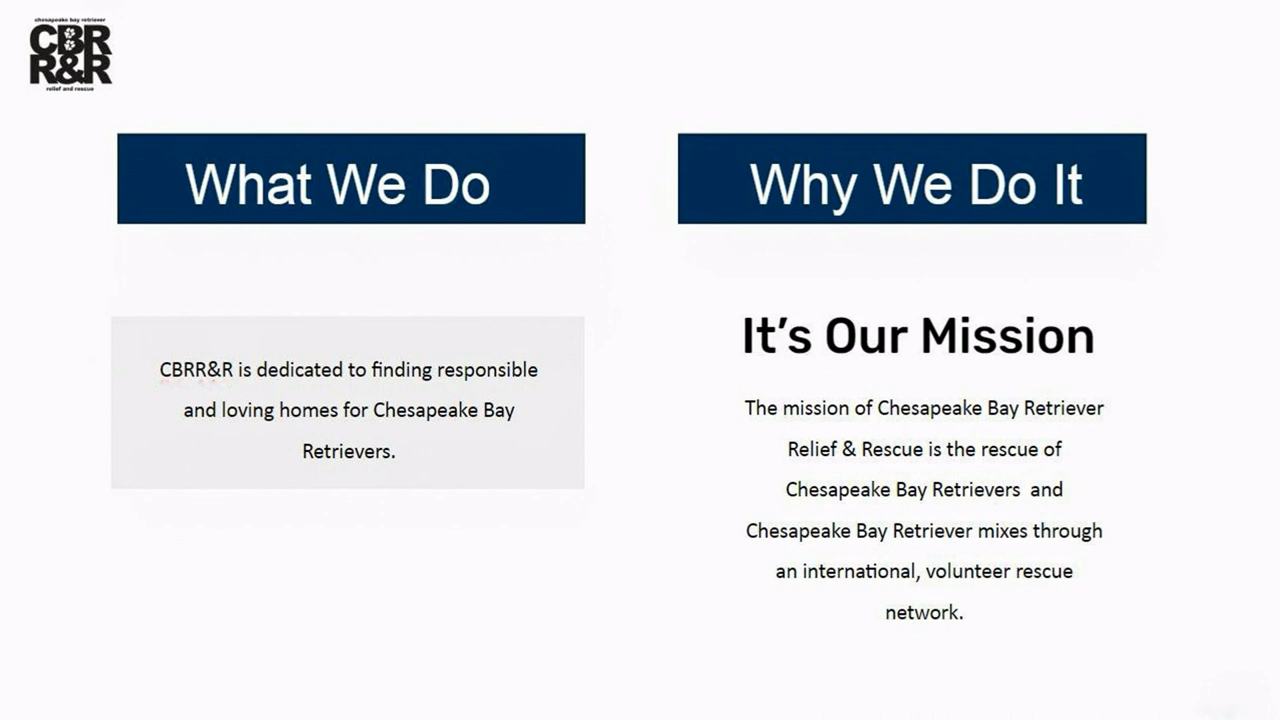 chesapeake bay retriever
CBR
R&R
relief and rescue
What We Do
CBRR&R is dedicated to finding responsible
and loving homes for Chesapeake Bay
Retrievers.
Why We Do It
It’s Our Mission
The mission of Chesapeake Bay Retriever
Relief & Rescue is the rescue of
Chesapeake Bay Retrievers and
Chesapeake Bay Retriever mixes through
an international, volunteer rescue
network.